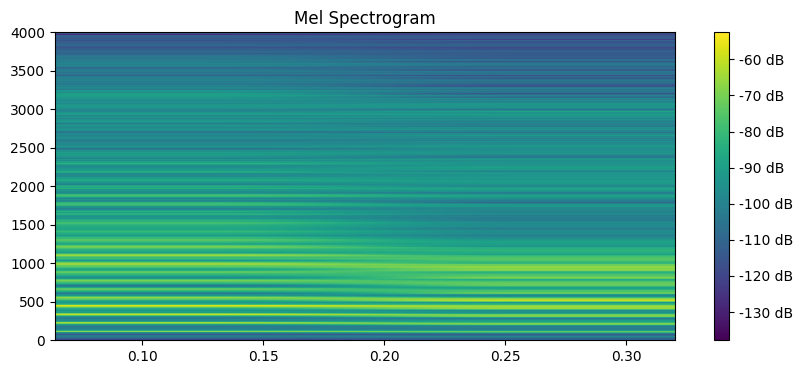 Mel Spectrogram
4000
3500
3000
2500
2000
1500
1000
500
0
0.10
0.15
0.20
0.25
0.30
-60 dB
-70 dB
-80 dB
-90 dB
-100 dB
-110 dB
-120 dB
-130 dB